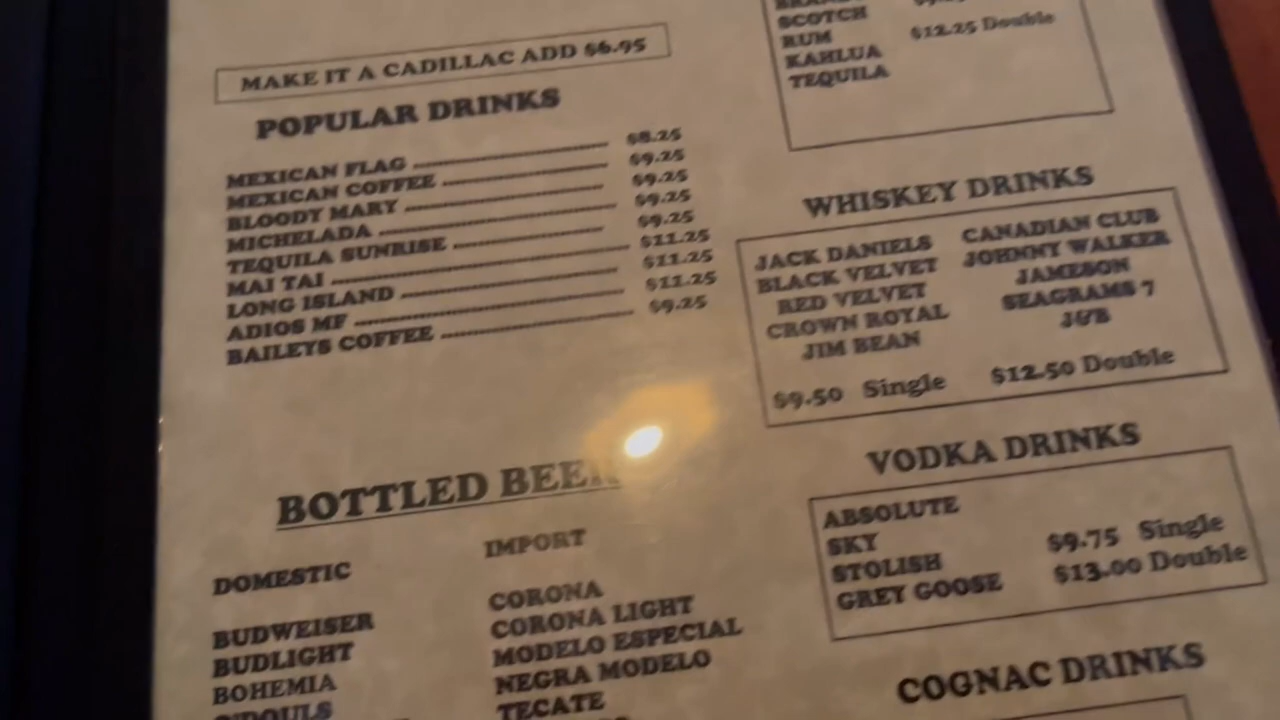 MAKE IT A CADILLAC ADD $6.95
POPULAR DRINKS
MEXICAN FLAG $8.25
MEXICAN COFFEE $9.25
BLOODY MARY $9.25
MICHELADA $9.25
TEQUILA SUNRISE $9.25
MAI TAI $11.25
LONG ISLAND $11.25
ADIOS MF $11.25
BAILEYS COFFEE $9.25
BOTTLED BEER
DOMESTIC
BUDWEISER
BUDLIGHT
BOHEMIA
O'DOULS
IMPORT
CORONA
CORONA LIGHT
MODELO ESPECIAL
NEGRA MODELO
TECATE
SCOTCH
RUM
KAHLUA
TEQUILA
$12.25 Double
WHISKEY DRINKS
JACK DANIELS
BLACK VELVET
RED VELVET
CROWN ROYAL
JIM BEAN
CANADIAN CLUB
JOHNNY WALKER
JAMESON
SEAGRAMS 7
J&B
$9.50 Single $12.50 Double
VODKA DRINKS
ABSOLUTE
SKY
STOLISH
GREY GOOSE
$9.75 Single
$13.00 Double
COGNAC DRINKS